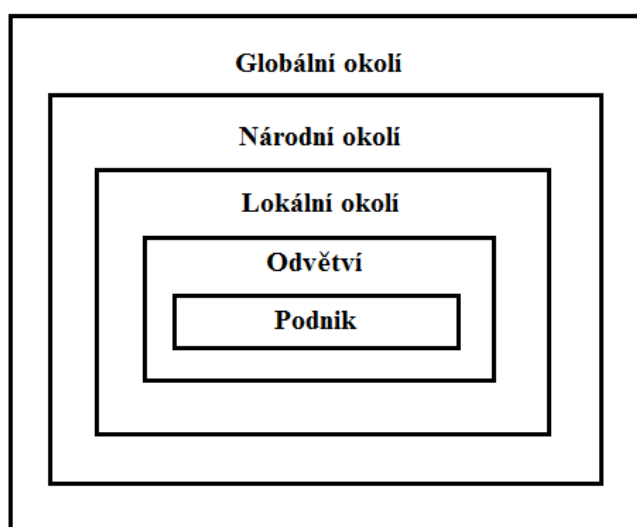 Globální okolí
Národní okolí
Lokální okolí
Odvětví
Podnik